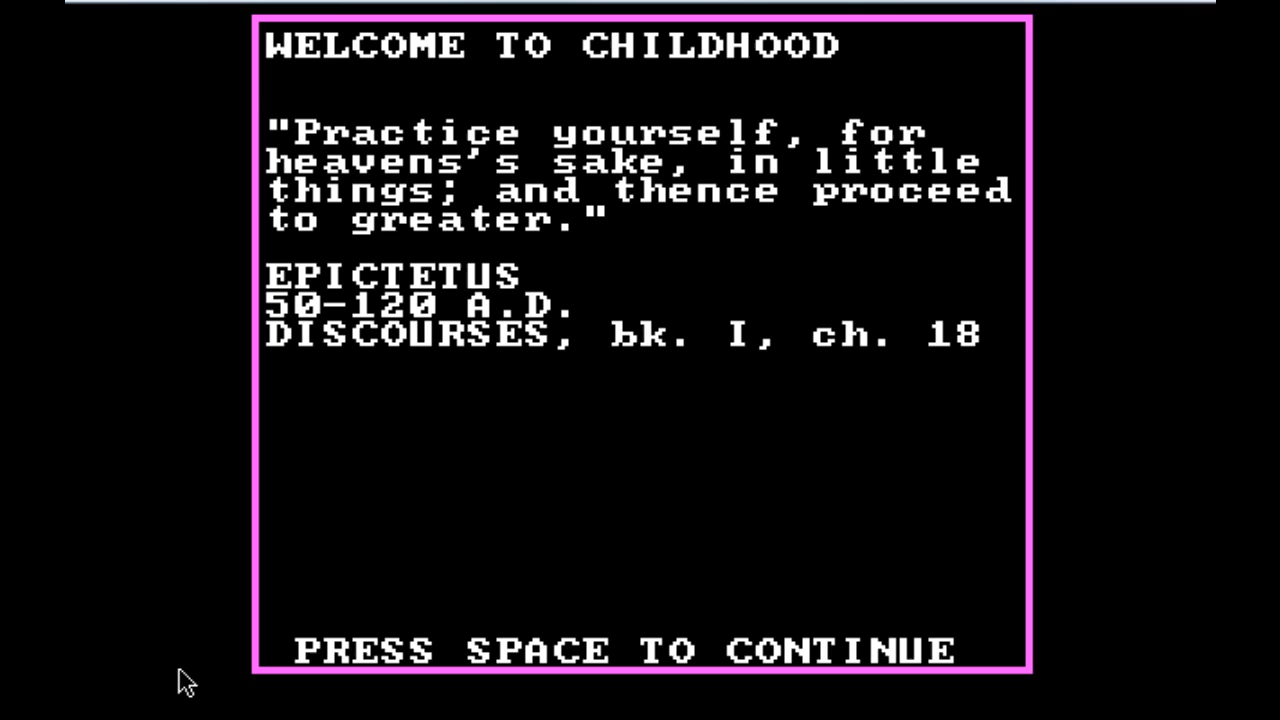 WELCOME TO CHILDHOOD
"Practice yourself, for
heavens's sake, in little
things; and thence proceed
to greater."
EPICTETUS
50-120 A.D.
DISCOURSES, bk. I, ch. 18
PRESS SPACE TO CONTINUE